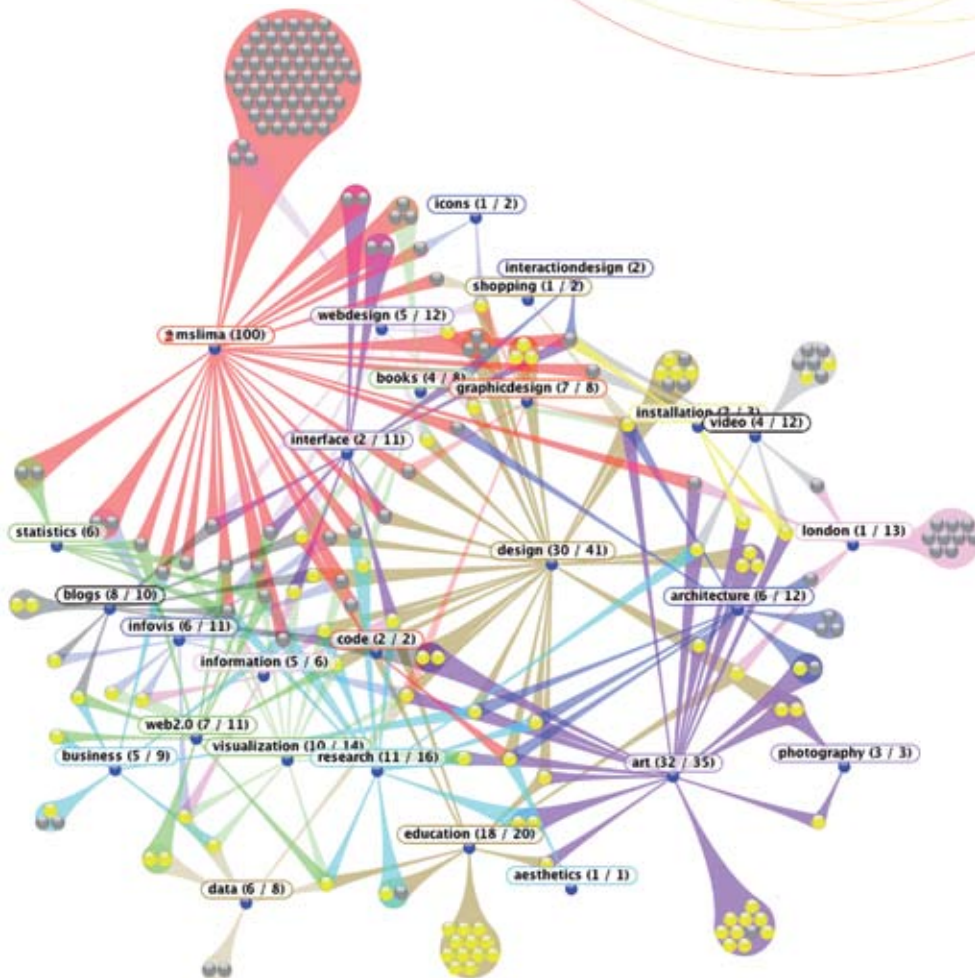 icons (1 / 2)
interactiondesign (2)
shopping (1 / 2)
webdesign (5 / 12)
mslima (100)
books (4 / 8)
graphicdesign (7 / 8)
installation (2 / 3)
video (4 / 12)
interface (2 / 11)
statistics (6)
london (1 / 13)
design (30 / 41)
blogs (8 / 10)
architecture (6 / 12)
infovis (6 / 11)
code (2 / 2)
information (5 / 6)
web2.0 (7 / 11)
visualization (10 / 14)
business (5 / 9)
research (11 / 16)
art (32 / 35)
photography (3 / 3)
education (18 / 20)
aesthetics (1 / 1)
data (6 / 8)